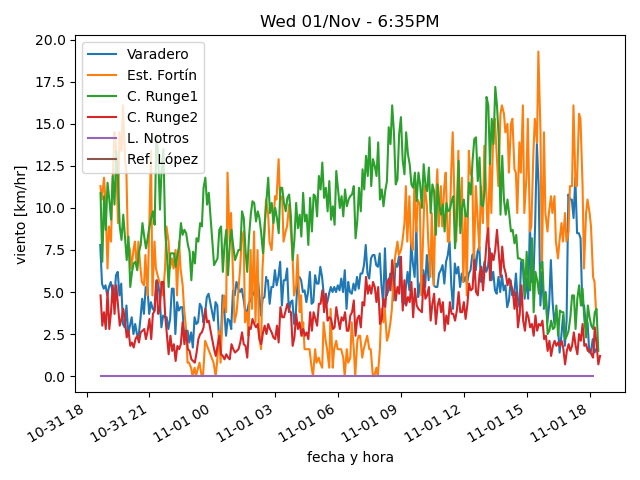 Wed 01/Nov - 6:35PM
20.0
17.5
15.0
12.5
10.0
7.5
5.0
2.5
0.0
viento [km/hr]
Varadero
Est. Fortín
C. Runge1
C. Runge2
L. Notros
Ref. López
10-31 18
10-31 21
11-01 00
11-01 03
11-01 06
11-01 09
11-01 12
11-01 15
11-01 18
fecha y hora